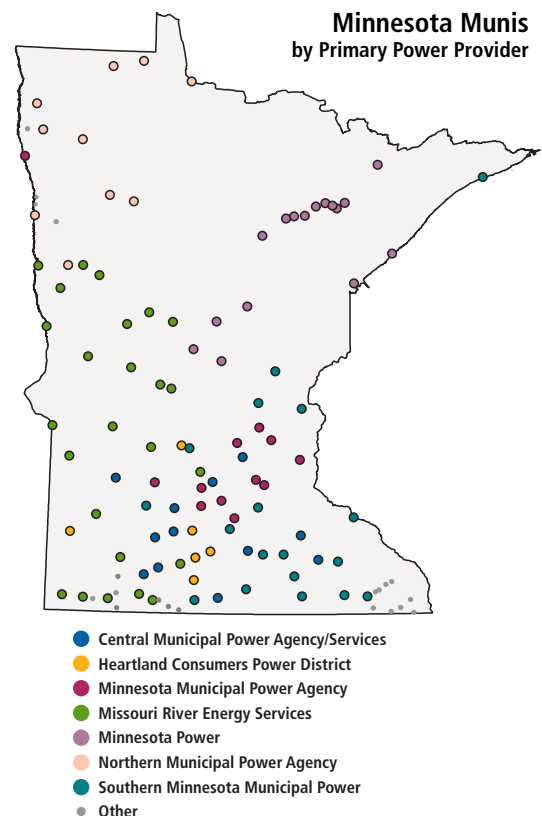 Minnesota Munis
by Primary Power Provider
Central Municipal Power Agency/Services
Heartland Consumers Power District
Minnesota Municipal Power Agency
Missouri River Energy Services
Minnesota Power
Northern Municipal Power Agency
Southern Minnesota Municipal Power
Other